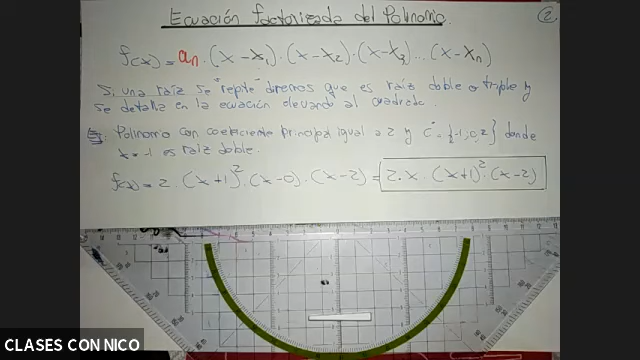 Ecuación factorizada del Polinomio.
2
f(x) = an · (x - x1) · (x - x2) · (x - x3) ... (x - xn)
Si una raíz se "repite" diremos que es raíz doble o triple y
se detalla en la ecuación elevando al cuadrado.
Ej: Polinomio con coeficiente principal igual a 2 y C° = {-1; 0; 2} donde
x = -1 es raíz doble.
f(x) = 2 · (x+1)² · (x-0) · (x-2) = 2 · x · (x+1)² · (x-2)
CLASES CON NICO